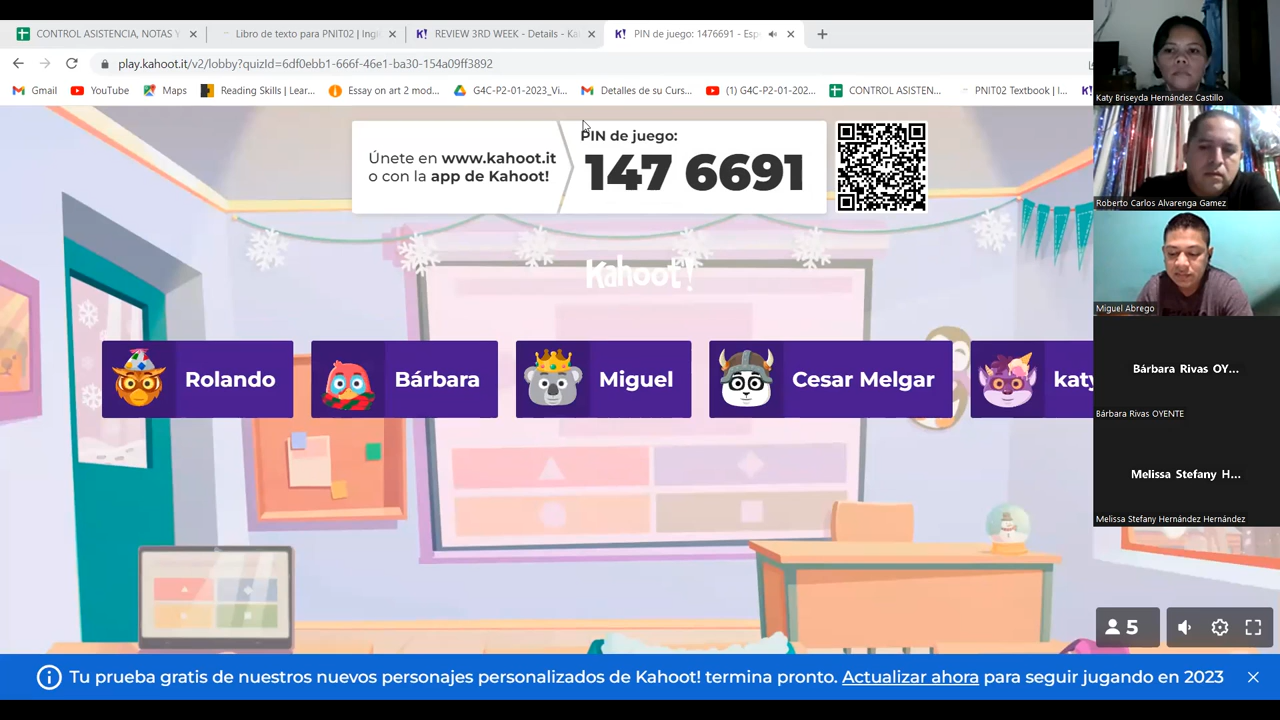 CONTROL ASISTENCIA, NOTAS Y
Libro de texto para PNIT02 | Ingl
REVIEW 3RD WEEK - Details - Ka
PIN de juego: 1476691 - Esp
play.kahoot.it/v2/lobby?quizId=6df0ebb1-666f-46e1-ba30-154a09ff3892
Gmail
YouTube
Maps
Reading Skills | Lear...
Essay on art 2 mod...
G4C-P2-01-2023_Vi...
Detalles de su Curs...
(1) G4C-P2-01-202...
CONTROL ASISTEN...
PNIT02 Textbook | I...
Únete en www.kahoot.it
o con la app de Kahoot!
PIN de juego:
147 6691
Kahoot!
Rolando
Bárbara
Miguel
Cesar Melgar
katy
Katy Briseyda Hernández Castillo
Roberto Carlos Alvarenga Gamez
Miguel Abrego
Bárbara Rivas OY...
Bárbara Rivas OYENTE
Melissa Stefany H...
Melissa Stefany Hernández Hernández
5
Tu prueba gratis de nuestros nuevos personajes personalizados de Kahoot! termina pronto. Actualizar ahora para seguir jugando en 2023